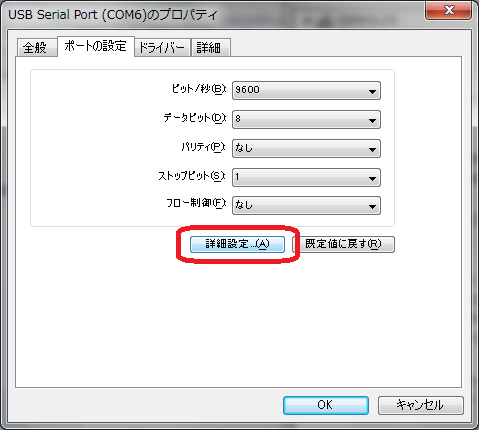 USB Serial Port (COM6)のプロパティ
全般 ポートの設定 ドライバー 詳細
ビット/秒(B): 9600
データ ビット(D): 8
パリティ(P): なし
ストップ ビット(S): 1
フロー制御(F): なし
詳細設定...(A) 既定値に戻す(R)
OK キャンセル